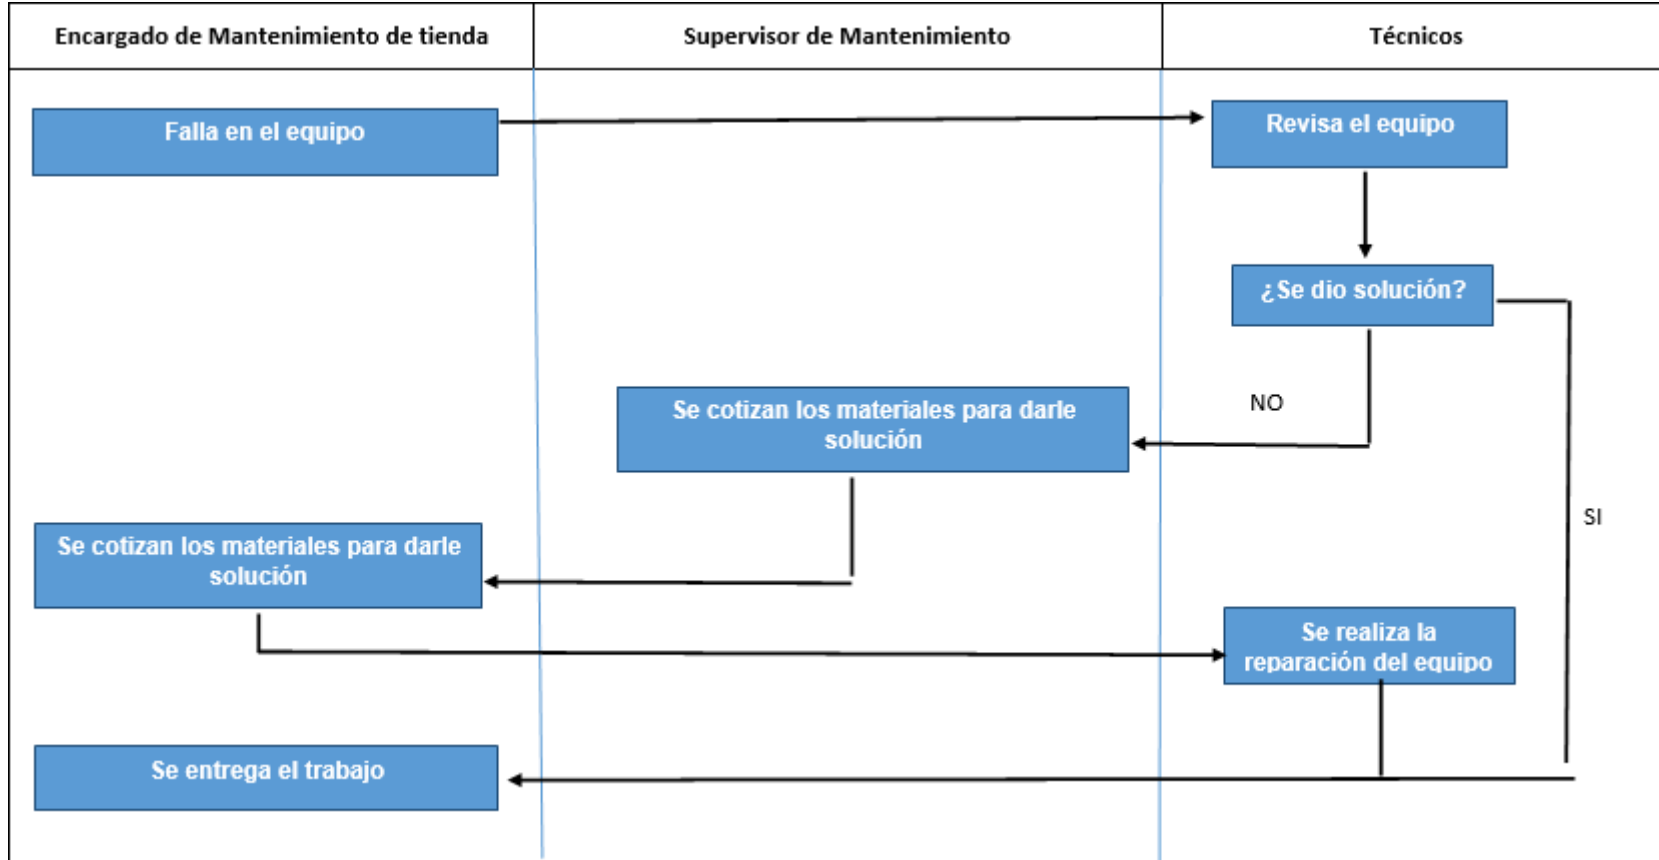 Encargado de Mantenimiento de tienda
Supervisor de Mantenimiento
Técnicos
Falla en el equipo
Revisa el equipo
¿Se dio solución?
NO
Se cotizan los materiales para darle
solución
SI
Se cotizan los materiales para darle
solución
Se realiza la
reparación del equipo
Se entrega el trabajo